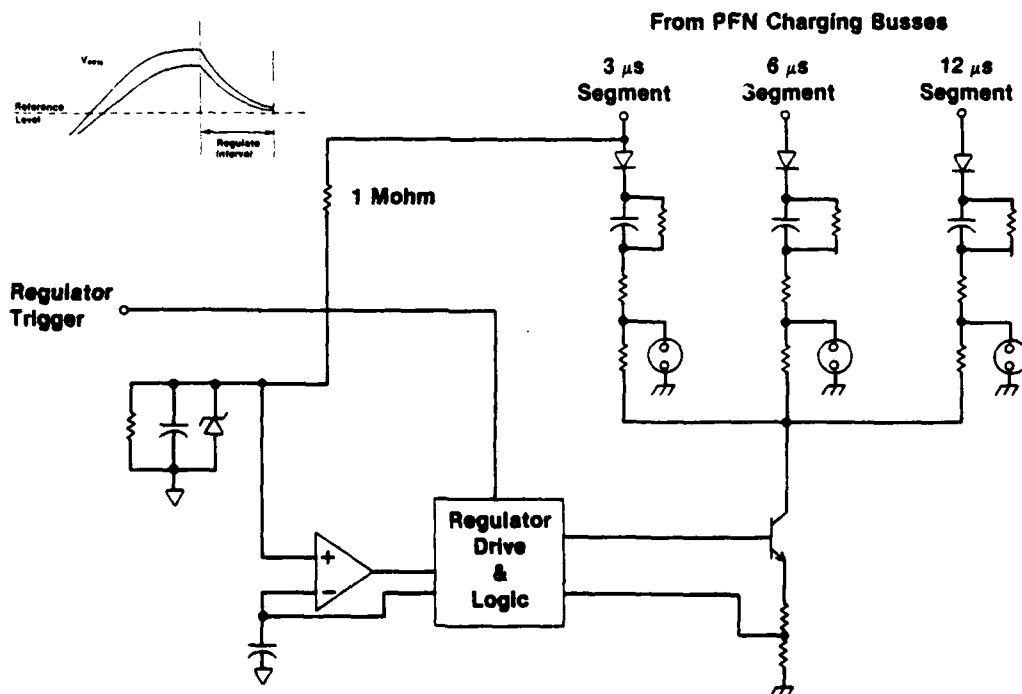 From PFN Charging Busses
3 μs
Segment
6 μs
Segment
12 μs
Segment
Reference
Level
Regulate
Interval
1 Mohm
Regulator
Trigger
+
−
Regulator
Drive
&
Logic